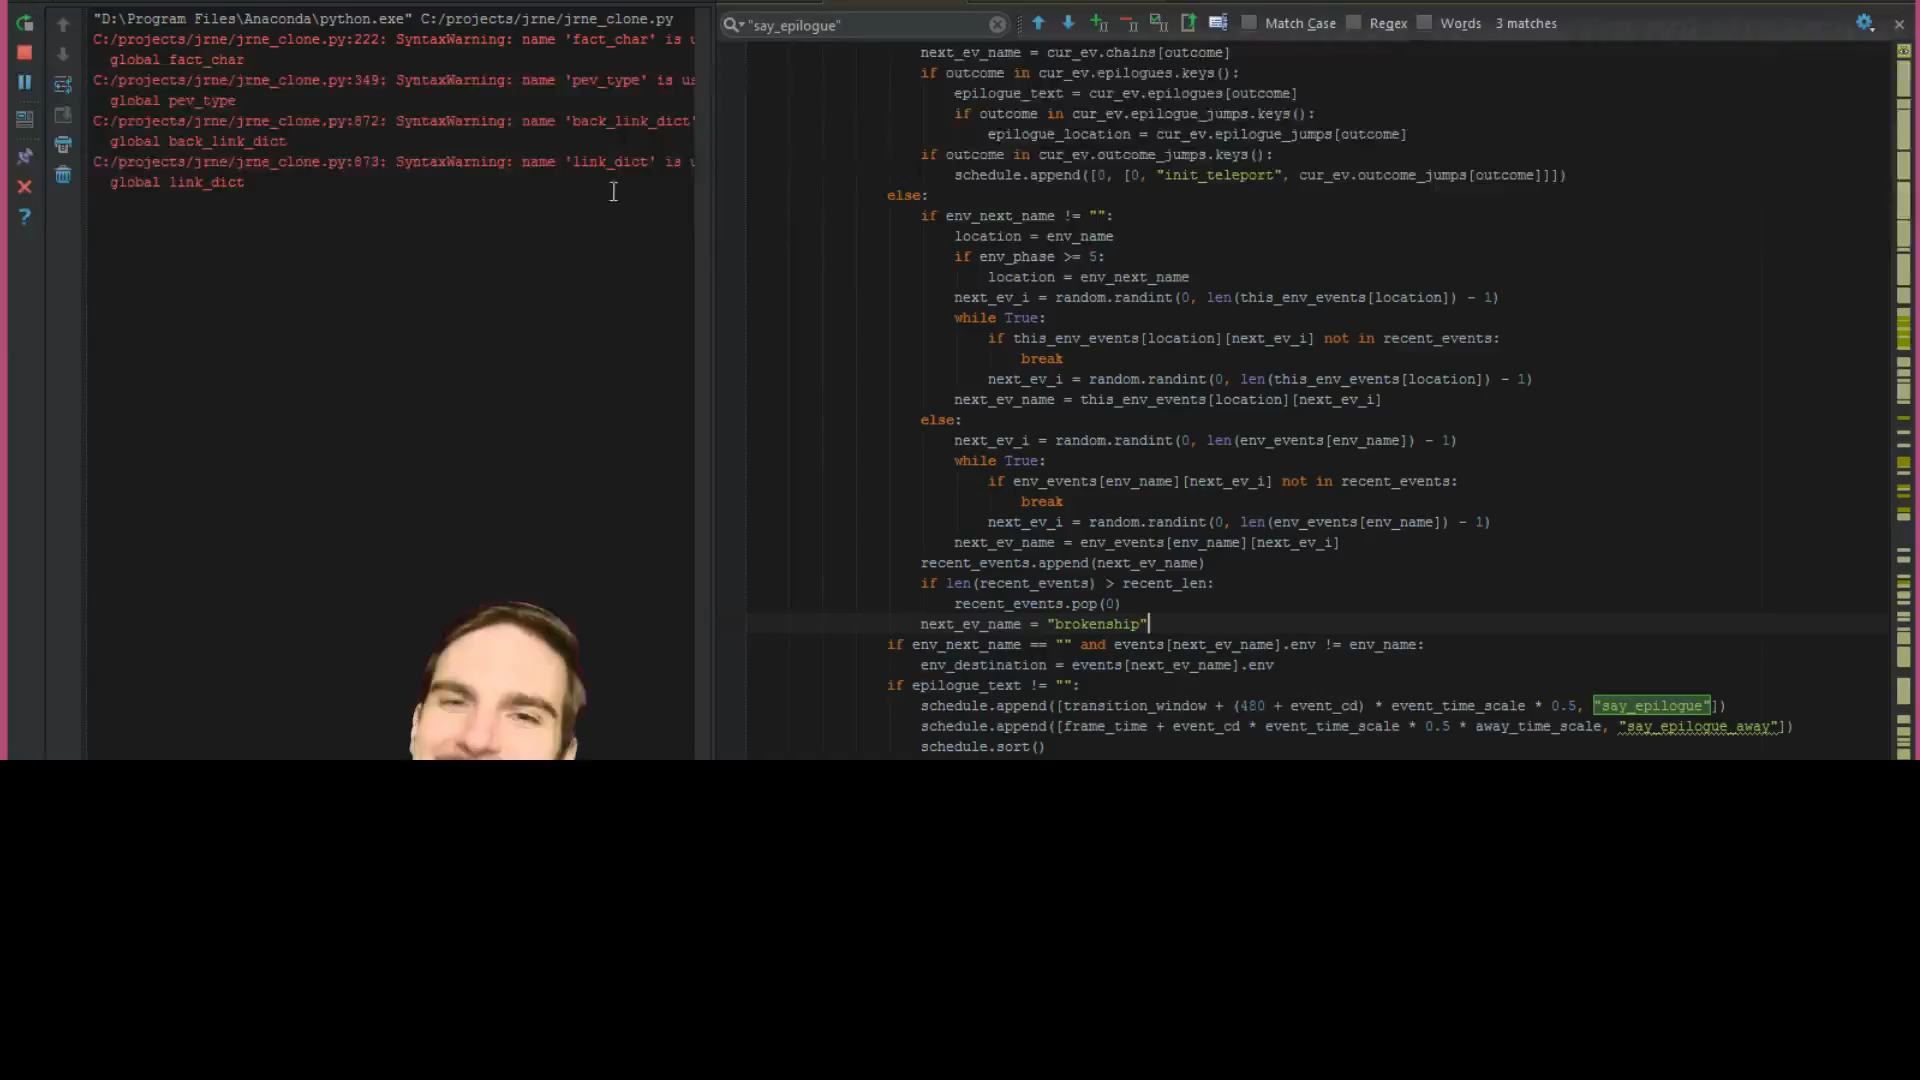 "D:\Program Files\Anaconda\python.exe" C:/projects/jrne/jrne_clone.py
C:/projects/jrne/jrne_clone.py:222: SyntaxWarning: name 'fact_char' is u
global fact_char
C:/projects/jrne/jrne_clone.py:349: SyntaxWarning: name 'pev_type' is us
global pev_type
C:/projects/jrne/jrne_clone.py:872: SyntaxWarning: name 'back_link_dict'
global back_link_dict
C:/projects/jrne/jrne_clone.py:873: SyntaxWarning: name 'link_dict' is u
global link_dict
"say_epilogue"
Match Case
Regex
Words
3 matches
next_ev_name = cur_ev.chains[outcome]
if outcome in cur_ev.epilogues.keys():
epilogue_text = cur_ev.epilogues[outcome]
if outcome in cur_ev.epilogue_jumps.keys():
epilogue_location = cur_ev.epilogue_jumps[outcome]
if outcome in cur_ev.outcome_jumps.keys():
schedule.append([0, [0, "init_teleport", cur_ev.outcome_jumps[outcome]]])
else:
if env_next_name != "":
location = env_name
if env_phase >= 5:
location = env_next_name
next_ev_i = random.randint(0, len(this_env_events[location]) - 1)
while True:
if this_env_events[location][next_ev_i] not in recent_events:
break
next_ev_i = random.randint(0, len(this_env_events[location]) - 1)
next_ev_name = this_env_events[location][next_ev_i]
else:
next_ev_i = random.randint(0, len(env_events[env_name]) - 1)
while True:
if env_events[env_name][next_ev_i] not in recent_events:
break
next_ev_i = random.randint(0, len(env_events[env_name]) - 1)
next_ev_name = env_events[env_name][next_ev_i]
recent_events.append(next_ev_name)
if len(recent_events) > recent_len:
recent_events.pop(0)
next_ev_name = "brokenship"
if env_next_name == "" and events[next_ev_name].env != env_name:
env_destination = events[next_ev_name].env
if epilogue_text != "":
schedule.append([transition_window + (480 + event_cd) * event_time_scale * 0.5, "say_epilogue"])
schedule.append([frame_time + event_cd * event_time_scale * 0.5 * away_time_scale, "say_epilogue_away"])
schedule.sort()